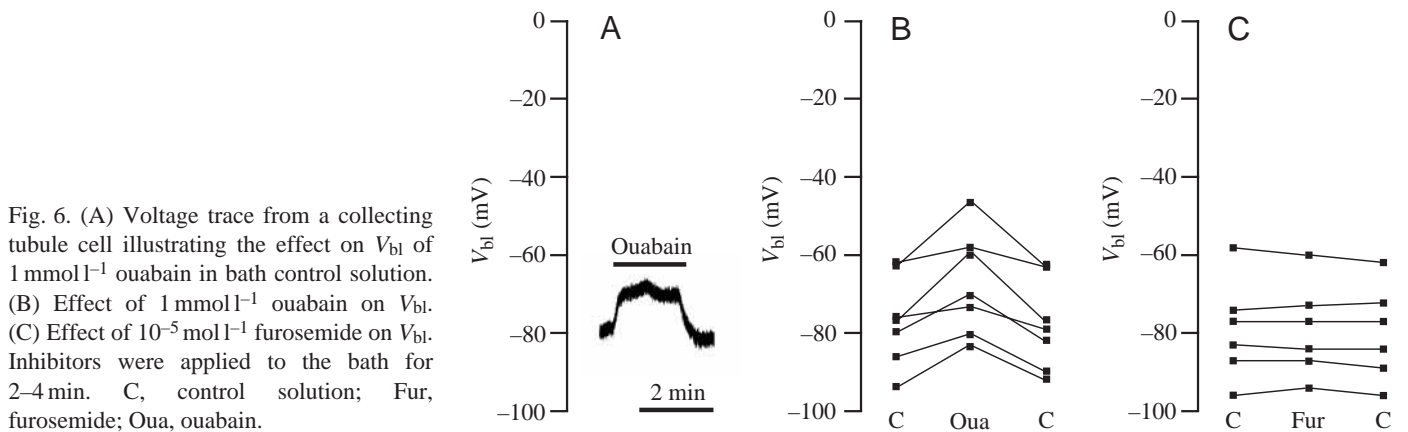 Fig. 6. (A) Voltage trace from a collecting
tubule cell illustrating the effect on Vbl of
1 mmol l–1 ouabain in bath control solution.
(B) Effect of 1 mmol l–1 ouabain on Vbl.
(C) Effect of 10–5 mol l–1 furosemide on Vbl.
Inhibitors were applied to the bath for
2–4 min. C, control solution; Fur,
furosemide; Oua, ouabain.
A
Vbl (mV)
0
–20
–40
–60
–80
–100
Ouabain
2 min
B
Vbl (mV)
0
–20
–40
–60
–80
–100
C Oua C
C
Vbl (mV)
0
–20
–40
–60
–80
–100
C Fur C